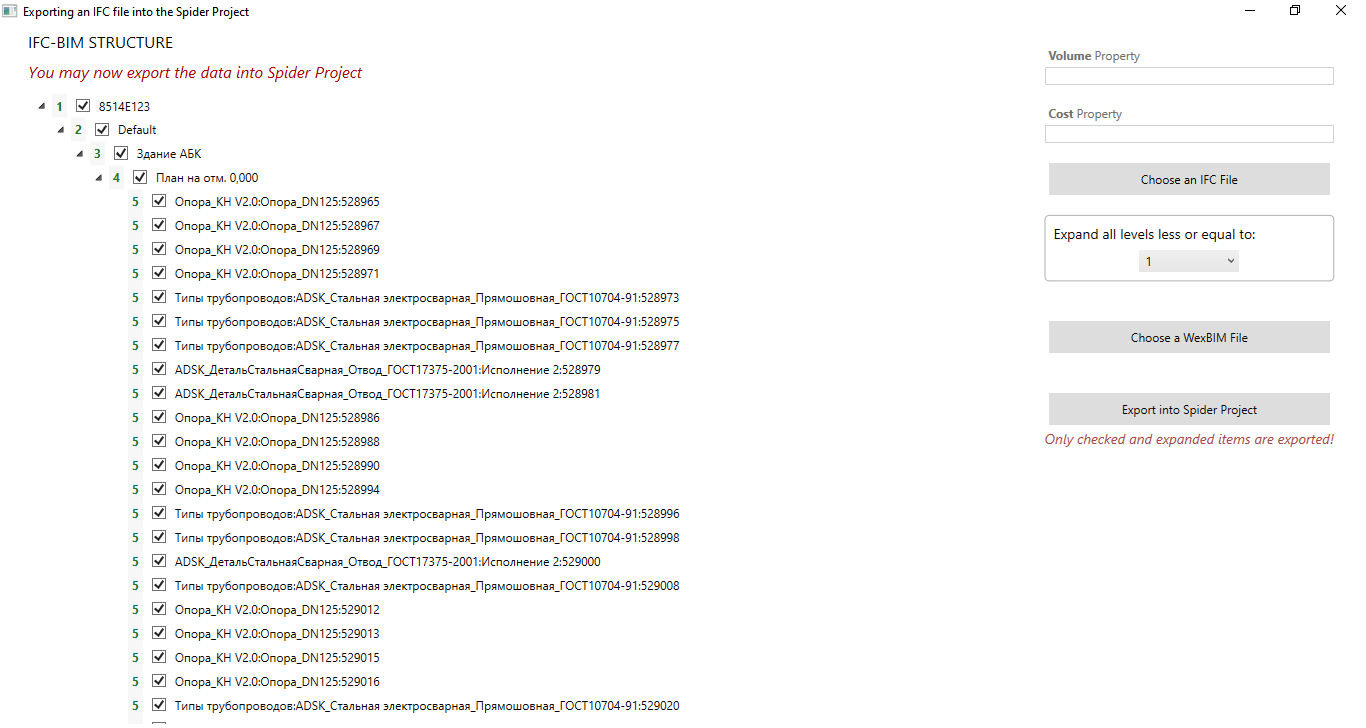 Exporting an IFC file into the Spider Project
IFC-BIM STRUCTURE
You may now export the data into Spider Project
1 8514E123
2 Default
3 Здание АБК
4 План на отм. 0,000
5 Опора_КН V2.0:Опора_DN125:528965
5 Опора_КН V2.0:Опора_DN125:528967
5 Опора_КН V2.0:Опора_DN125:528969
5 Опора_КН V2.0:Опора_DN125:528971
5 Типы трубопроводов:ADSK_Стальная электросварная_Прямошовная_ГОСТ10704-91:528973
5 Типы трубопроводов:ADSK_Стальная электросварная_Прямошовная_ГОСТ10704-91:528975
5 Типы трубопроводов:ADSK_Стальная электросварная_Прямошовная_ГОСТ10704-91:528977
5 ADSK_ДетальСтальнаяСварная_Отвод_ГОСТ17375-2001:Исполнение 2:528979
5 ADSK_ДетальСтальнаяСварная_Отвод_ГОСТ17375-2001:Исполнение 2:528981
5 Опора_КН V2.0:Опора_DN125:528986
5 Опора_КН V2.0:Опора_DN125:528988
5 Опора_КН V2.0:Опора_DN125:528990
5 Опора_КН V2.0:Опора_DN125:528994
5 Типы трубопроводов:ADSK_Стальная электросварная_Прямошовная_ГОСТ10704-91:528996
5 Типы трубопроводов:ADSK_Стальная электросварная_Прямошовная_ГОСТ10704-91:528998
5 ADSK_ДетальСтальнаяСварная_Отвод_ГОСТ17375-2001:Исполнение 2:529000
5 Типы трубопроводов:ADSK_Стальная электросварная_Прямошовная_ГОСТ10704-91:529008
5 Опора_КН V2.0:Опора_DN125:529012
5 Опора_КН V2.0:Опора_DN125:529013
5 Опора_КН V2.0:Опора_DN125:529015
5 Опора_КН V2.0:Опора_DN125:529016
5 Типы трубопроводов:ADSK_Стальная электросварная_Прямошовная_ГОСТ10704-91:529020
Volume Property
Cost Property
Choose an IFC File
Expand all levels less or equal to:
1
Choose a WexBIM File
Export into Spider Project
Only checked and expanded items are exported!